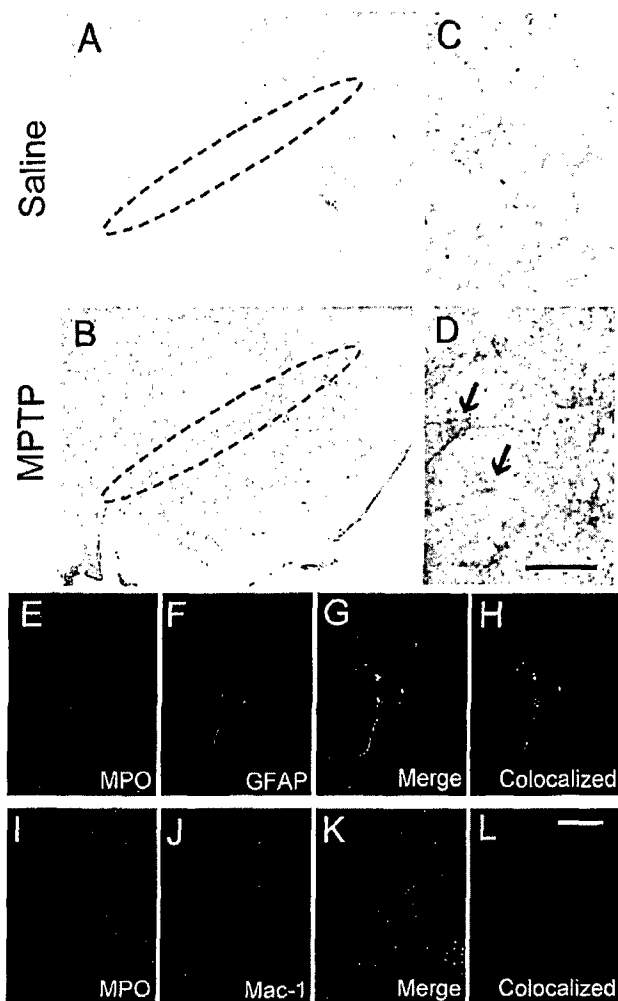 A
C
Saline
B
D
MPTP
E
F
G
H
MPO
GFAP
Merge
Colocalized
I
J
K
L
MPO
Mac-1
Merge
Colocalized